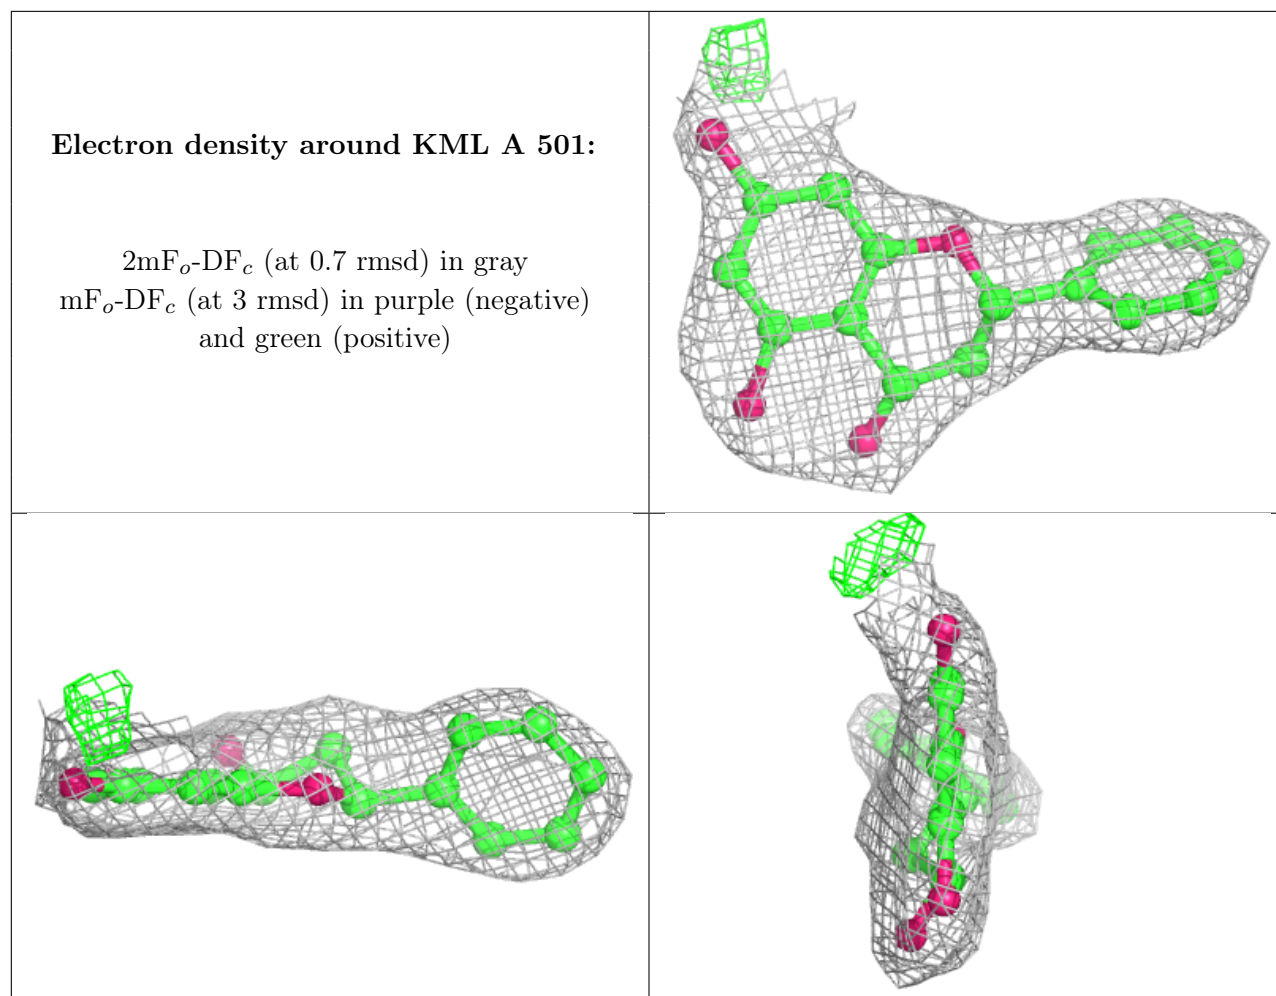 Electron density around KML A 501:
2mFo-DFc (at 0.7 rmsd) in gray
mFo-DFc (at 3 rmsd) in purple (negative)
and green (positive)